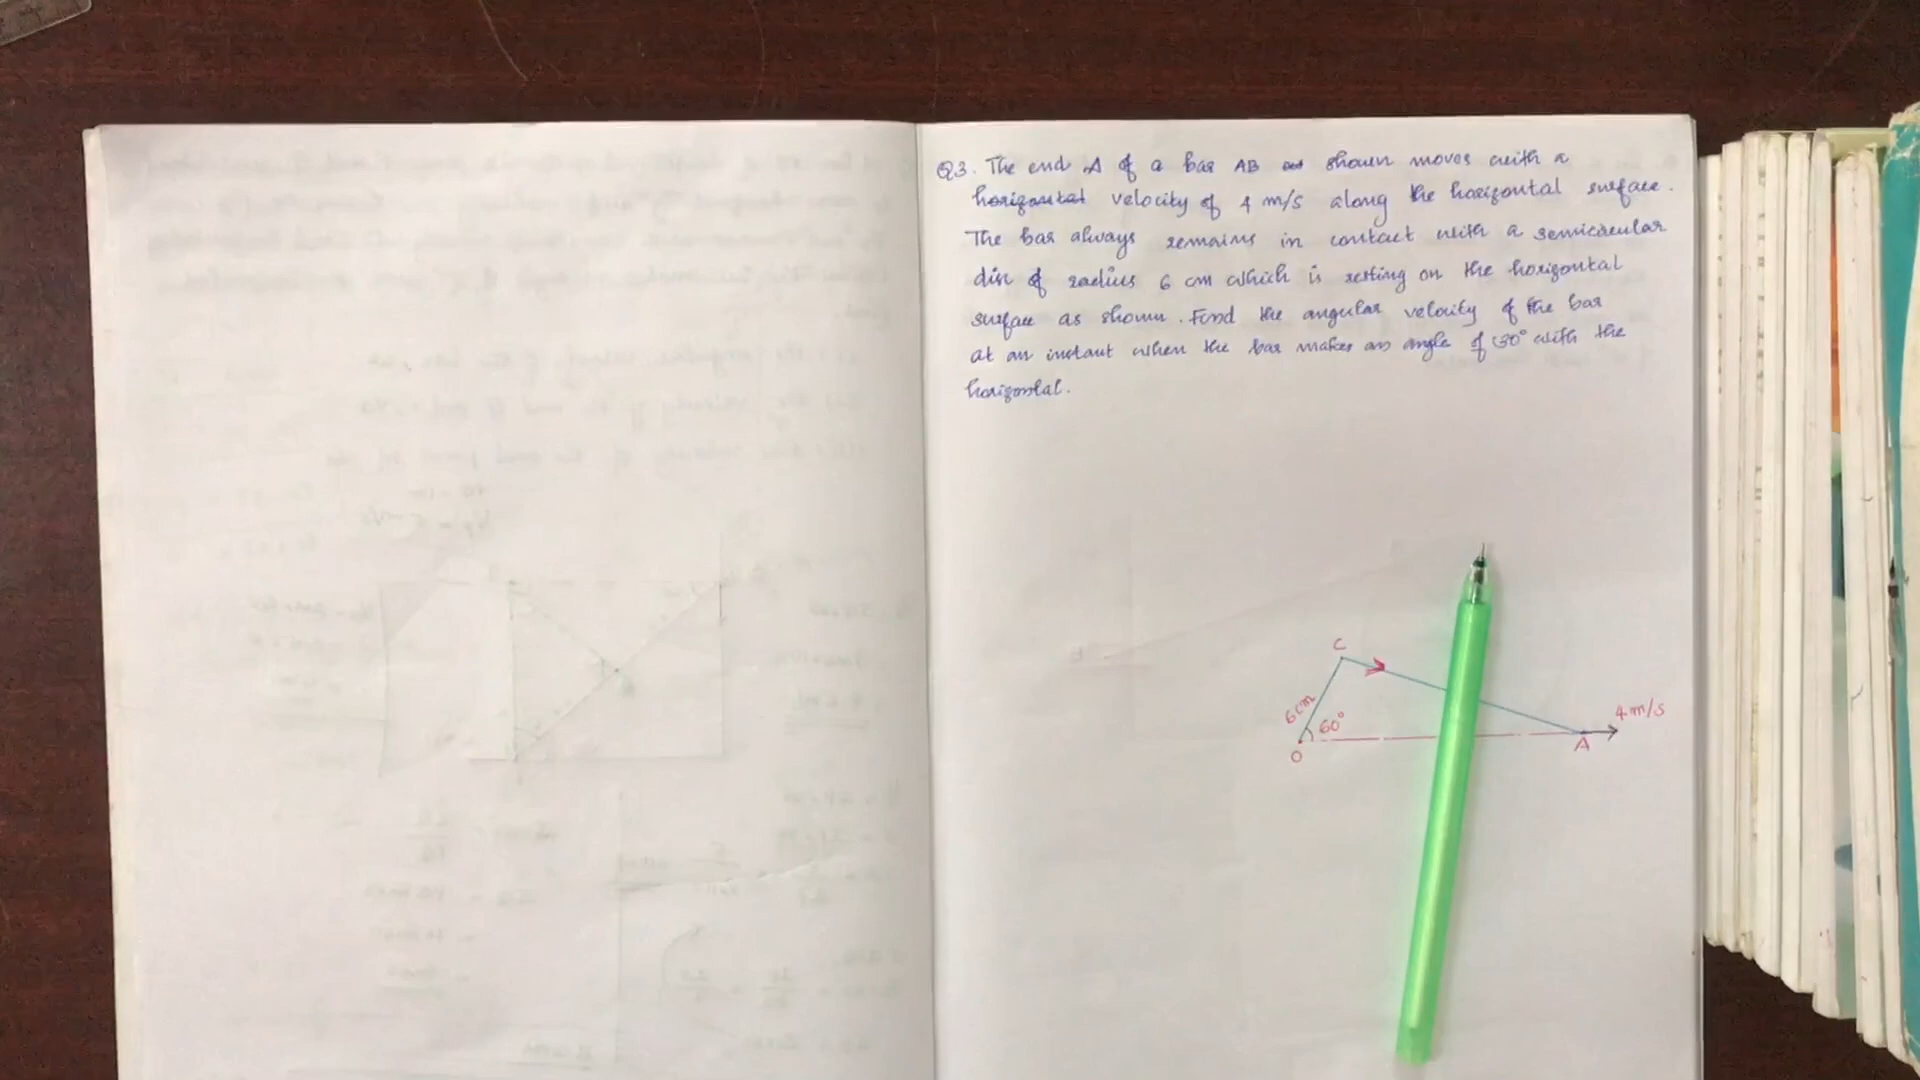 Q3. The end A of a bar AB shown moves with a
horizontal velocity of 4 m/s along the horizontal surface.
The bar always remains in contact with a semicircular
disc of radius 6 cm which is resting on the horizontal
surface as shown. Find the angular velocity of the bar
at an instant when the bar makes an angle of 30° with the
horizontal.
C
6cm
60°
4 m/s
O
A